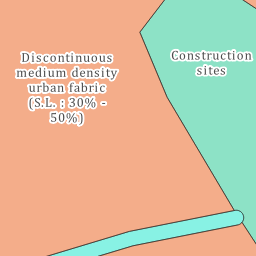 Discontinuous
medium density
urban fabric
(S.L. : 30% -
50%)
Construction
sites